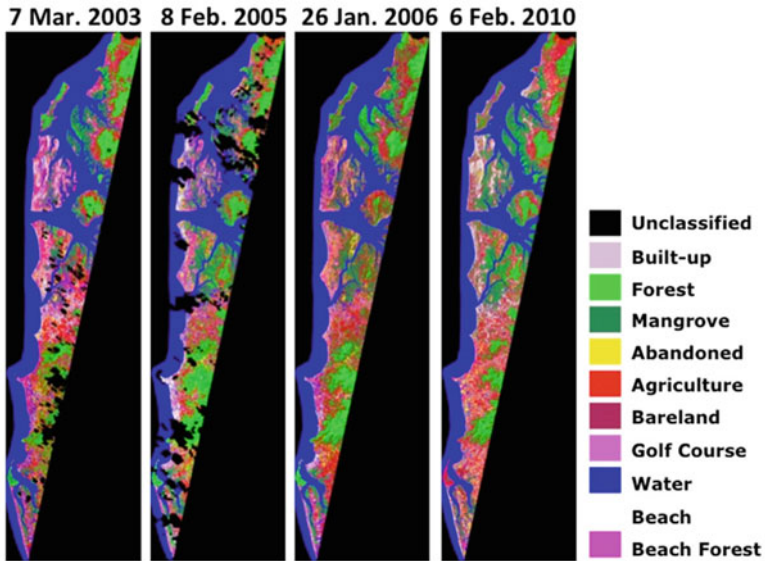 7 Mar. 2003 8 Feb. 2005 26 Jan. 2006 6 Feb. 2010
Unclassified
Built-up
Forest
Mangrove
Abandoned
Agriculture
Bareland
Golf Course
Water
Beach
Beach Forest